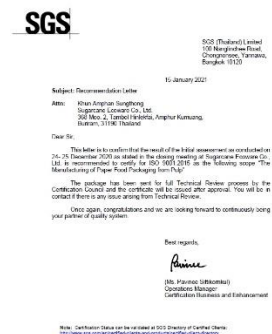 SGS
SGS (Thailand) Limited
100 Nanglinchee Road,
Chongnonsee, Yannawa,
Bangkok 10120
15 January 2021
Subject: Recommendation Letter
Attn: Khun Amphan Sungthong
Sugarcane Ecoware Co., Ltd.
368 Moo. 2, Tambel Hinlekfai, Amphur Kumuang,
Buriram, 31190 Thailand
Dear Sir,
This letter is to confirm that the result of the Initial assessment as conducted on
24- 25 December 2020 as stated in the closing meeting at Sugarcane Ecoware Co.,
Ltd. is recommended to certify for ISO 9001:2015 as the following scope "The
Manufacturing of Paper Food Packaging from Pulp"
The package has been sent for full Technical Review process by the
Certification Council and the certificate will be issued after approval. You will be in
contact if there is any issue arising from Technical Review.
Once again, congratulations and we are looking forward to continuously being
your partner of quality system.
Best regards,
(Ms. Pavinee Sittikomkul)
Operations Manager
Certification Business and Enhancement
Note: Certification Status can be validated at SGS Directory of Certified Clients: